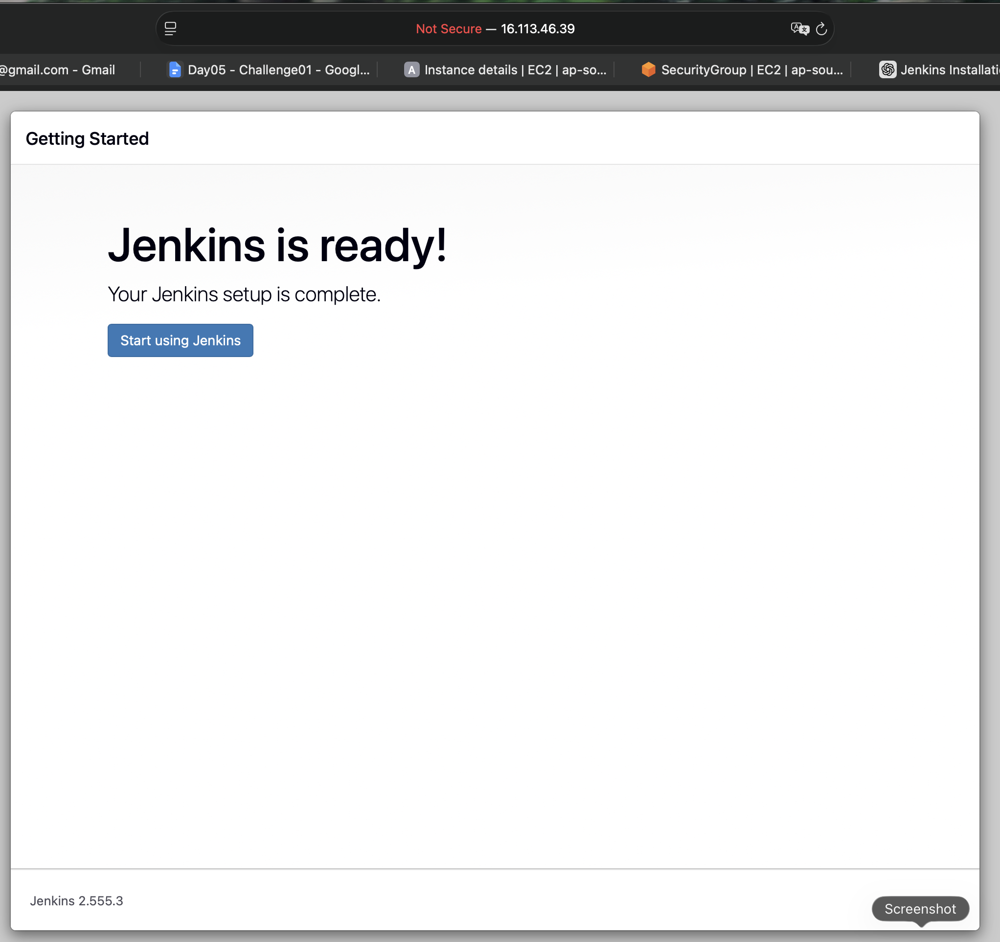 Not Secure — 16.113.46.39
@gmail.com - Gmail
Day05 - Challenge01 - Googl...
A Instance details | EC2 | ap-so...
SecurityGroup | EC2 | ap-sou...
Jenkins Installati
Getting Started
Jenkins is ready!
Your Jenkins setup is complete.
Start using Jenkins
Jenkins 2.555.3
Screenshot